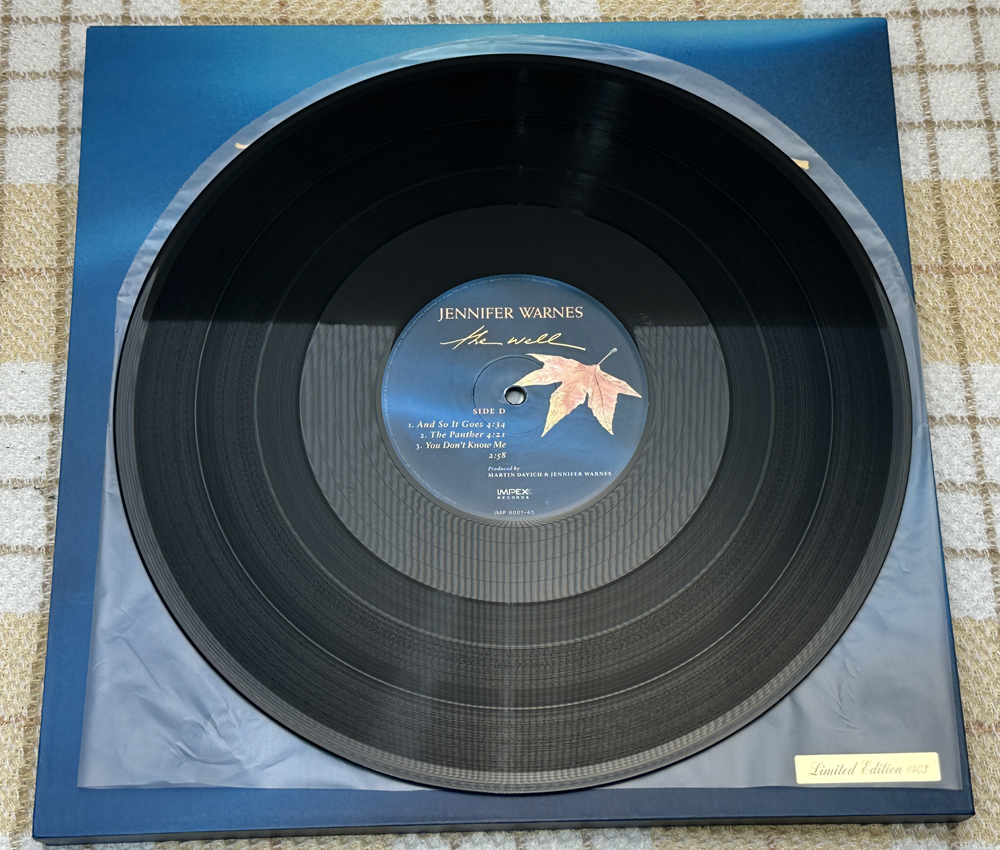 JENNIFER WARNES
the well
SIDE D
1. And So It Goes 4:34
2. The Panther 4:21
3. You Don't Know Me
2:58
Produced by
MARTIN DAVICH & JENNIFER WARNES
IMPEX
RECORDS
IMP 6001-45
Limited Edition